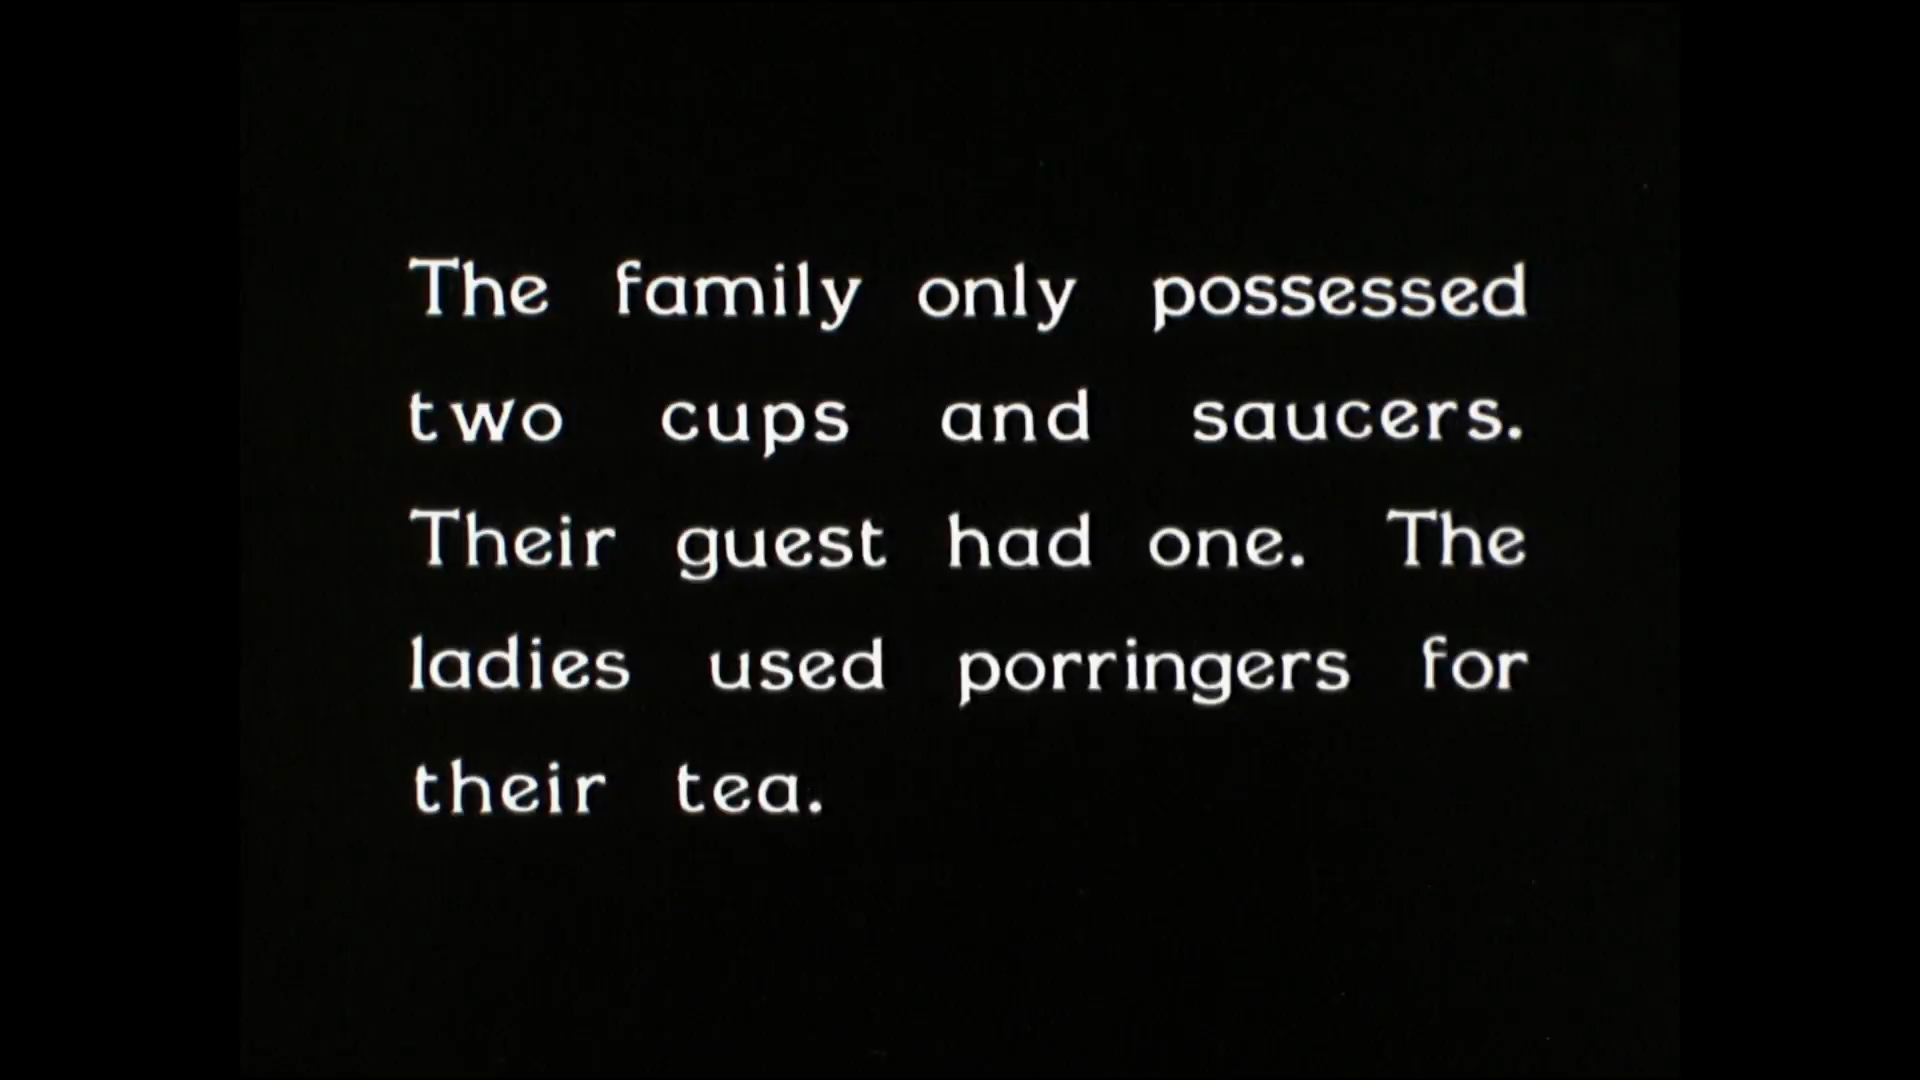 The family only possessed
two cups and saucers.
Their guest had one. The
ladies used porringers for
their tea.